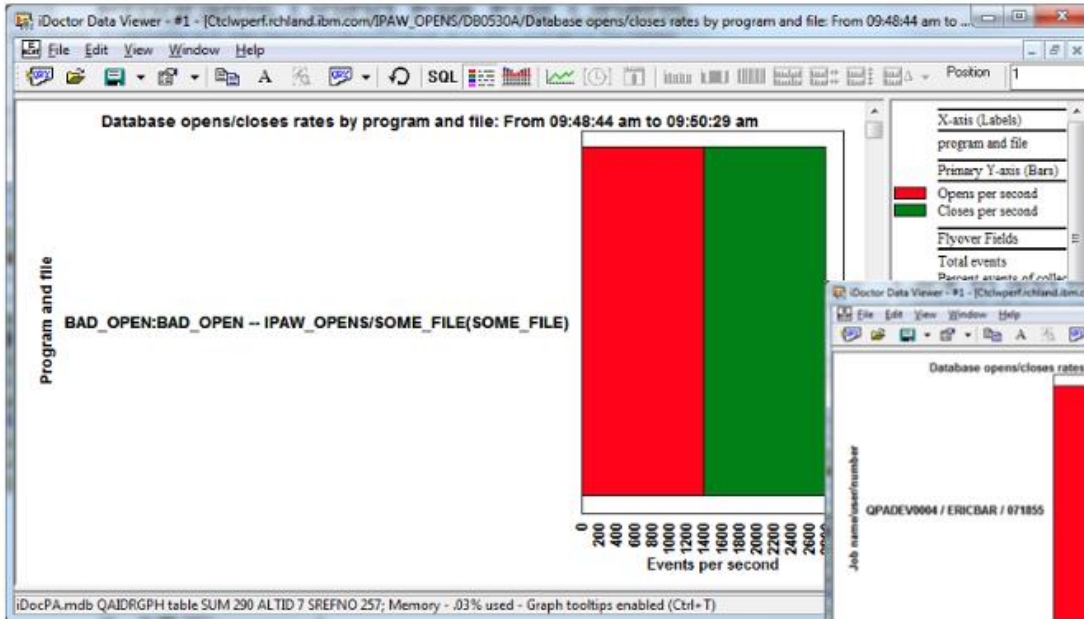 iDoctor Data Viewer - #1 - [Ctclwperf.rchland.ibm.com/IPAW_OPENS/DB0530A/Database opens/closes rates by program and file: From 09:48:44 am to ...
File Edit View Window Help
SQL
Position 1
Database opens/closes rates by program and file: From 09:48:44 am to 09:50:29 am
Program and file
BAD_OPEN:BAD_OPEN -- IPAW_OPENS/SOME_FILE(SOME_FILE)
0 200 400 600 800 1000 1200 1400 1600 1800 2000 2200 2400 2600
Events per second
X-axis (Labels)
program and file
Primary Y-axis (Bars)
Opens per second
Closes per second
Flyover Fields
Total events
Percent events of collec
iDocPA.mdb QAIDRGPH table SUM 290 ALTID 7 SREFNO 257; Memory - .03% used - Graph tooltips enabled (Ctrl+T)
iDoctor Data Viewer - #1 - [Ctclwperf.rchland.ibm.c
File Edit View Window Help
Database opens/closes rates
Job name/user/number
QPADEV0004 / ERICBAR / 071855